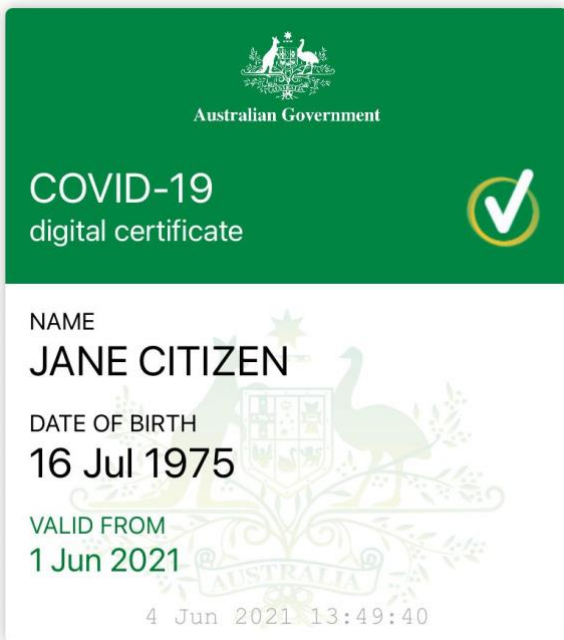 Australian Government
COVID-19
digital certificate
NAME
JANE CITIZEN
DATE OF BIRTH
16 Jul 1975
VALID FROM
1 Jun 2021
AUSTRALIA
4 Jun 2021 13:49:40